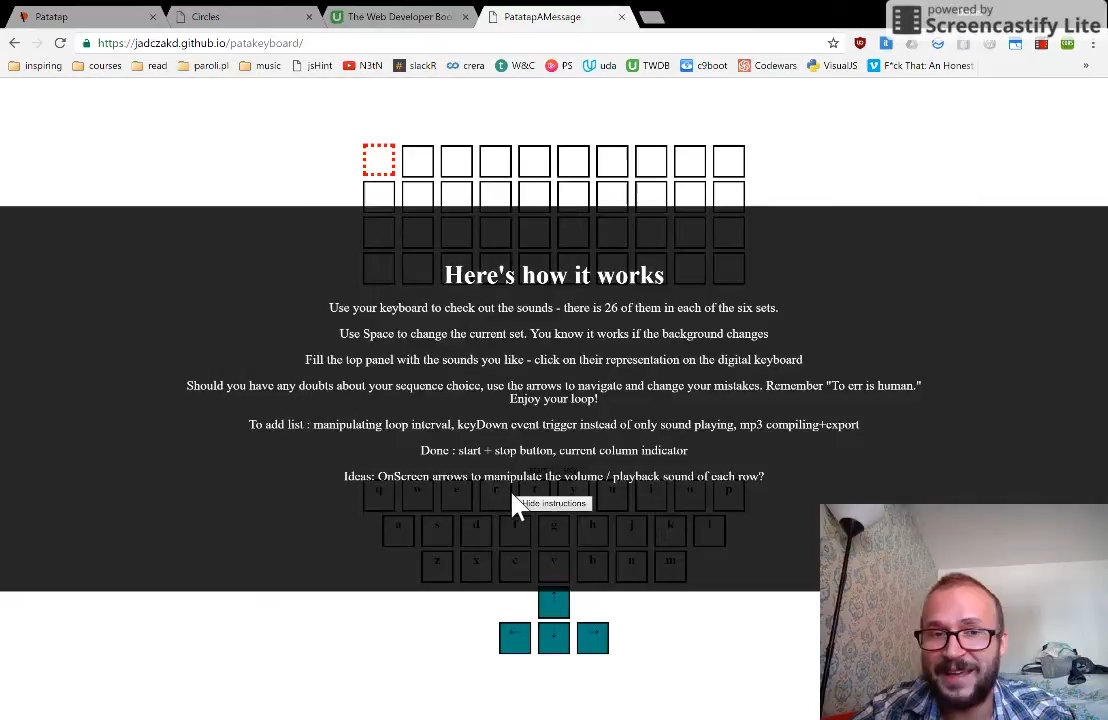 Patatap
Circles
The Web Developer Boo
PatatapAMessage
powered by
Screencastify Lite
https://jadczakd.github.io/patakeyboard/
inspiring
courses
read
paroli.pl
music
jsHint
N3tN
slackR
crera
W&C
PS
uda
TWDB
c9boot
Codewars
VisualJS
F*ck That: An Honest
»
Here's how it works
Use your keyboard to check out the sounds - there is 26 of them in each of the six sets.
Use Space to change the current set. You know it works if the background changes
Fill the top panel with the sounds you like - click on their representation on the digital keyboard
Should you have any doubts about your sequence choice, use the arrows to navigate and change your mistakes. Remember "To err is human."
Enjoy your loop!
To add list : manipulating loop interval, keyDown event trigger instead of only sound playing, mp3 compiling+export
Done : start + stop button, current column indicator
Ideas: OnScreen arrows to manipulate the volume / playback sound of each row?
q w e r t y u i o p
Hide instructions
a s d f g h j k l
z x c v b n m
↑
← ↓ →